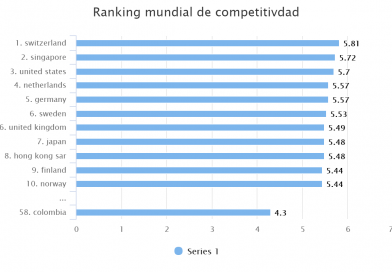 Ranking mundial de competitivdad
1. switzerland 5.81
2. singapore 5.72
3. united states 5.7
4. netherlands 5.57
5. germany 5.57
6. sweden 5.53
6. united kingdom 5.49
7. japan 5.48
8. hong kong sar 5.48
9. finland 5.44
10. norway 5.44
...
58. colombia 4.3
0 1 2 3 4 5 6 7
Series 1